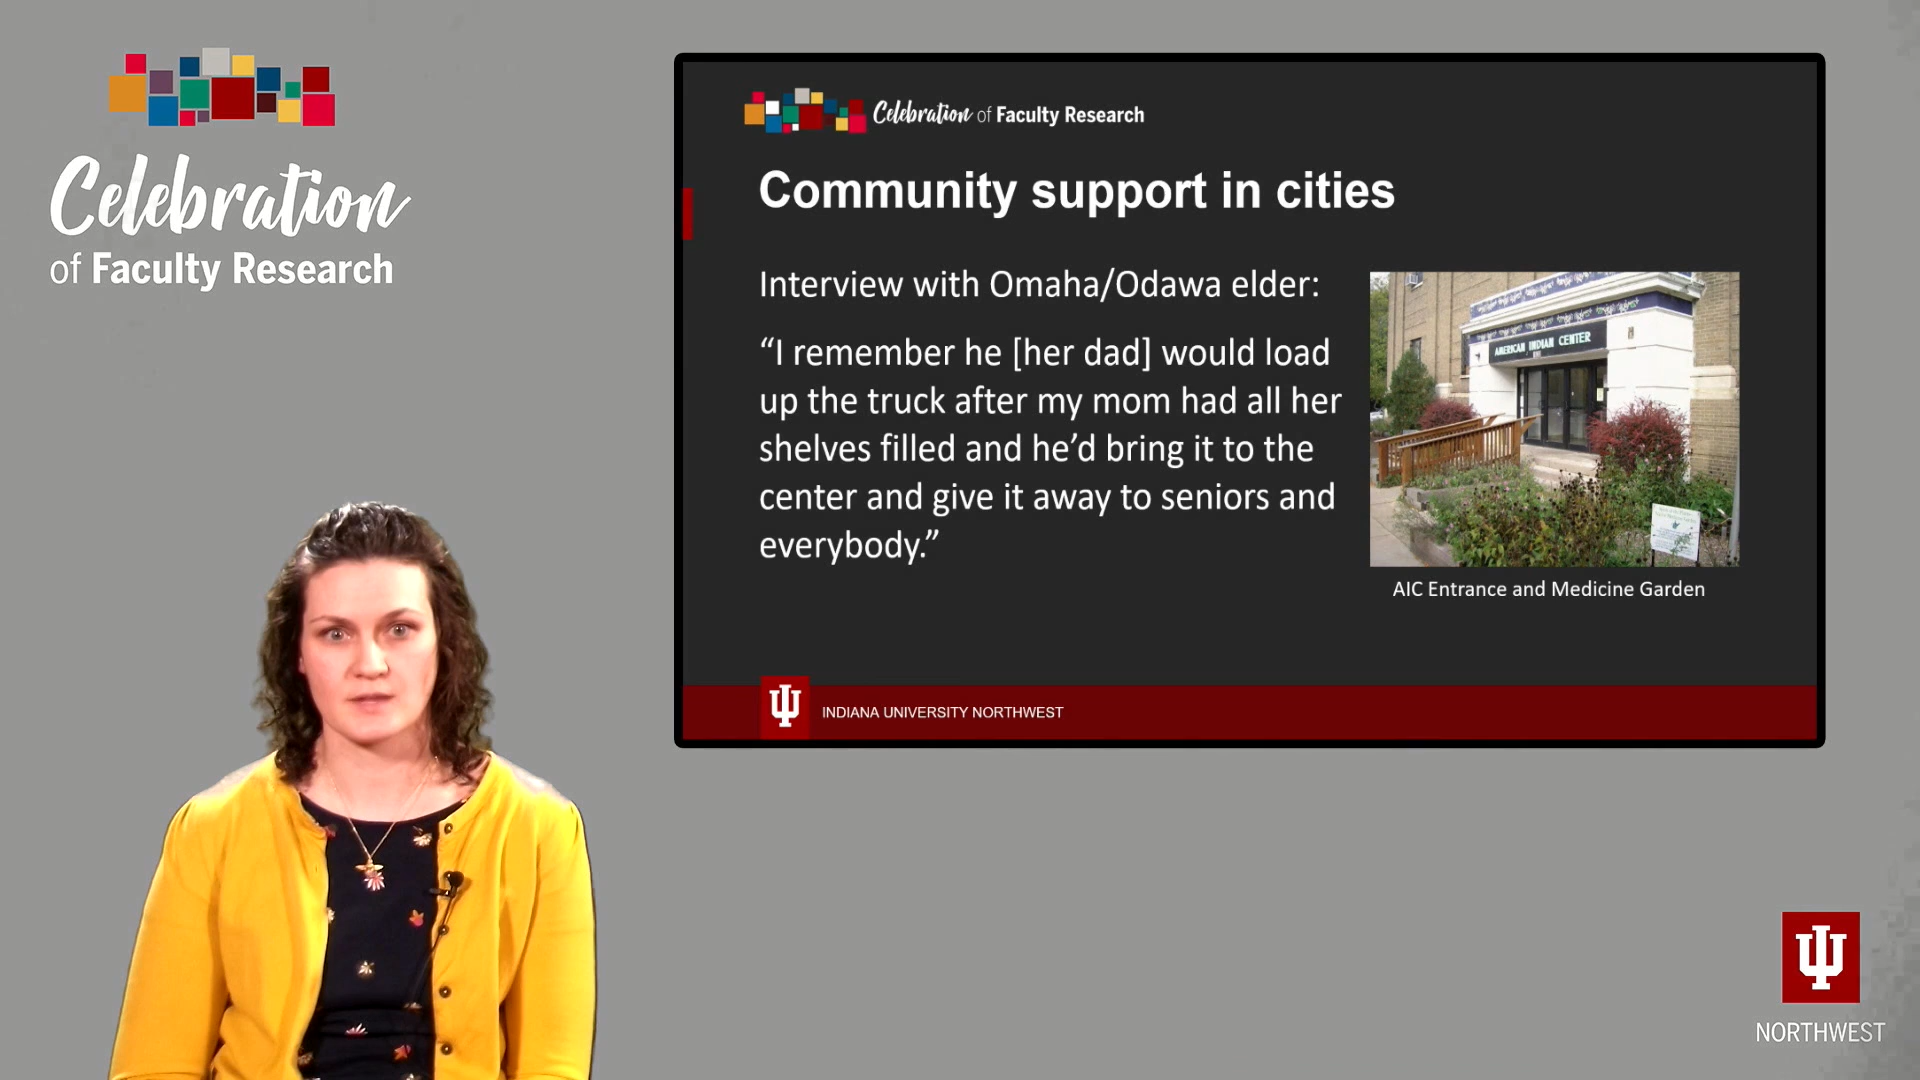 Celebration
of Faculty Research
Celebration of Faculty Research
Community support in cities
Interview with Omaha/Odawa elder:
“I remember he [her dad] would load
up the truck after my mom had all her
shelves filled and he’d bring it to the
center and give it away to seniors and
everybody.”
AMERICAN INDIAN CENTER
AIC Entrance and Medicine Garden
INDIANA UNIVERSITY NORTHWEST
NORTHWEST